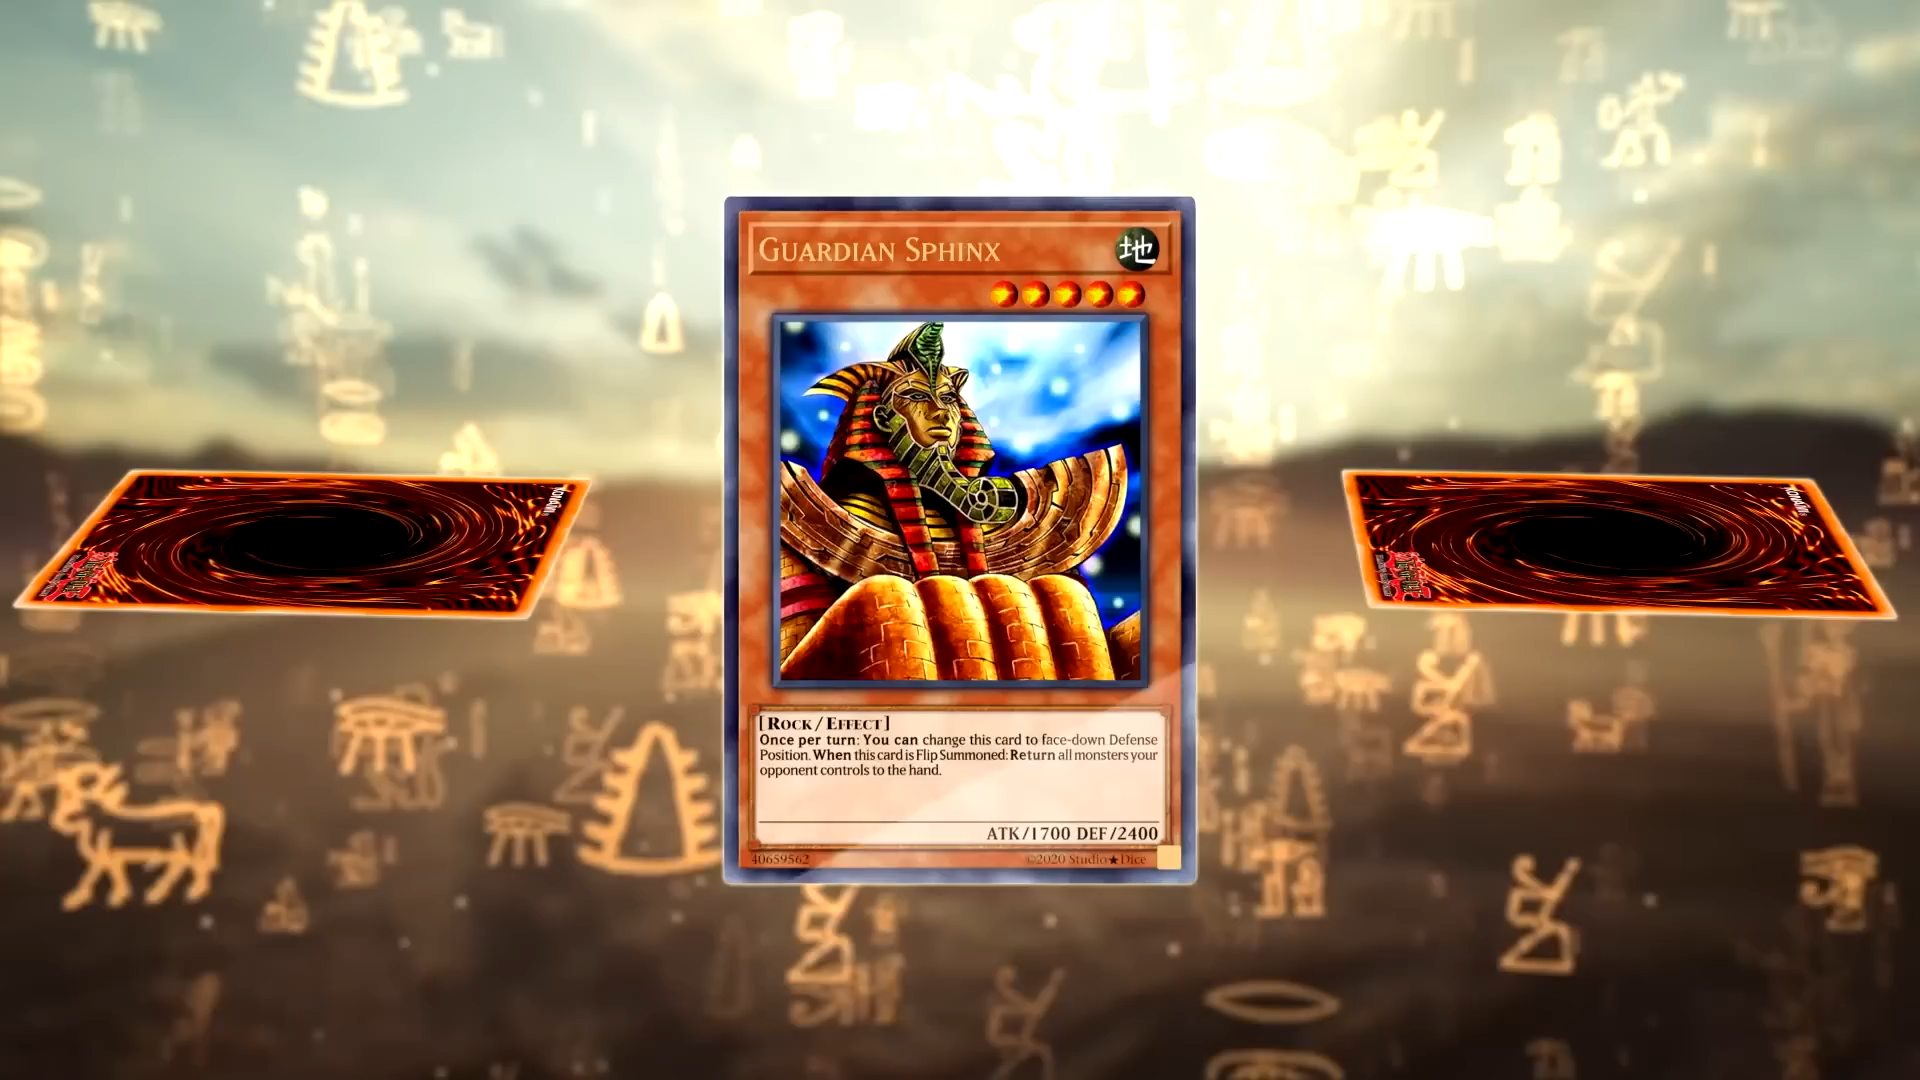 GUARDIAN SPHINX
地
[ROCK/EFFECT]
Once per turn: You can change this card to face-down Defense
Position. When this card is Flip Summoned: Return all monsters your
opponent controls to the hand.
ATK/1700 DEF/2400
40659562
©2020 Studio★Dice
KONAMI
KONAMI